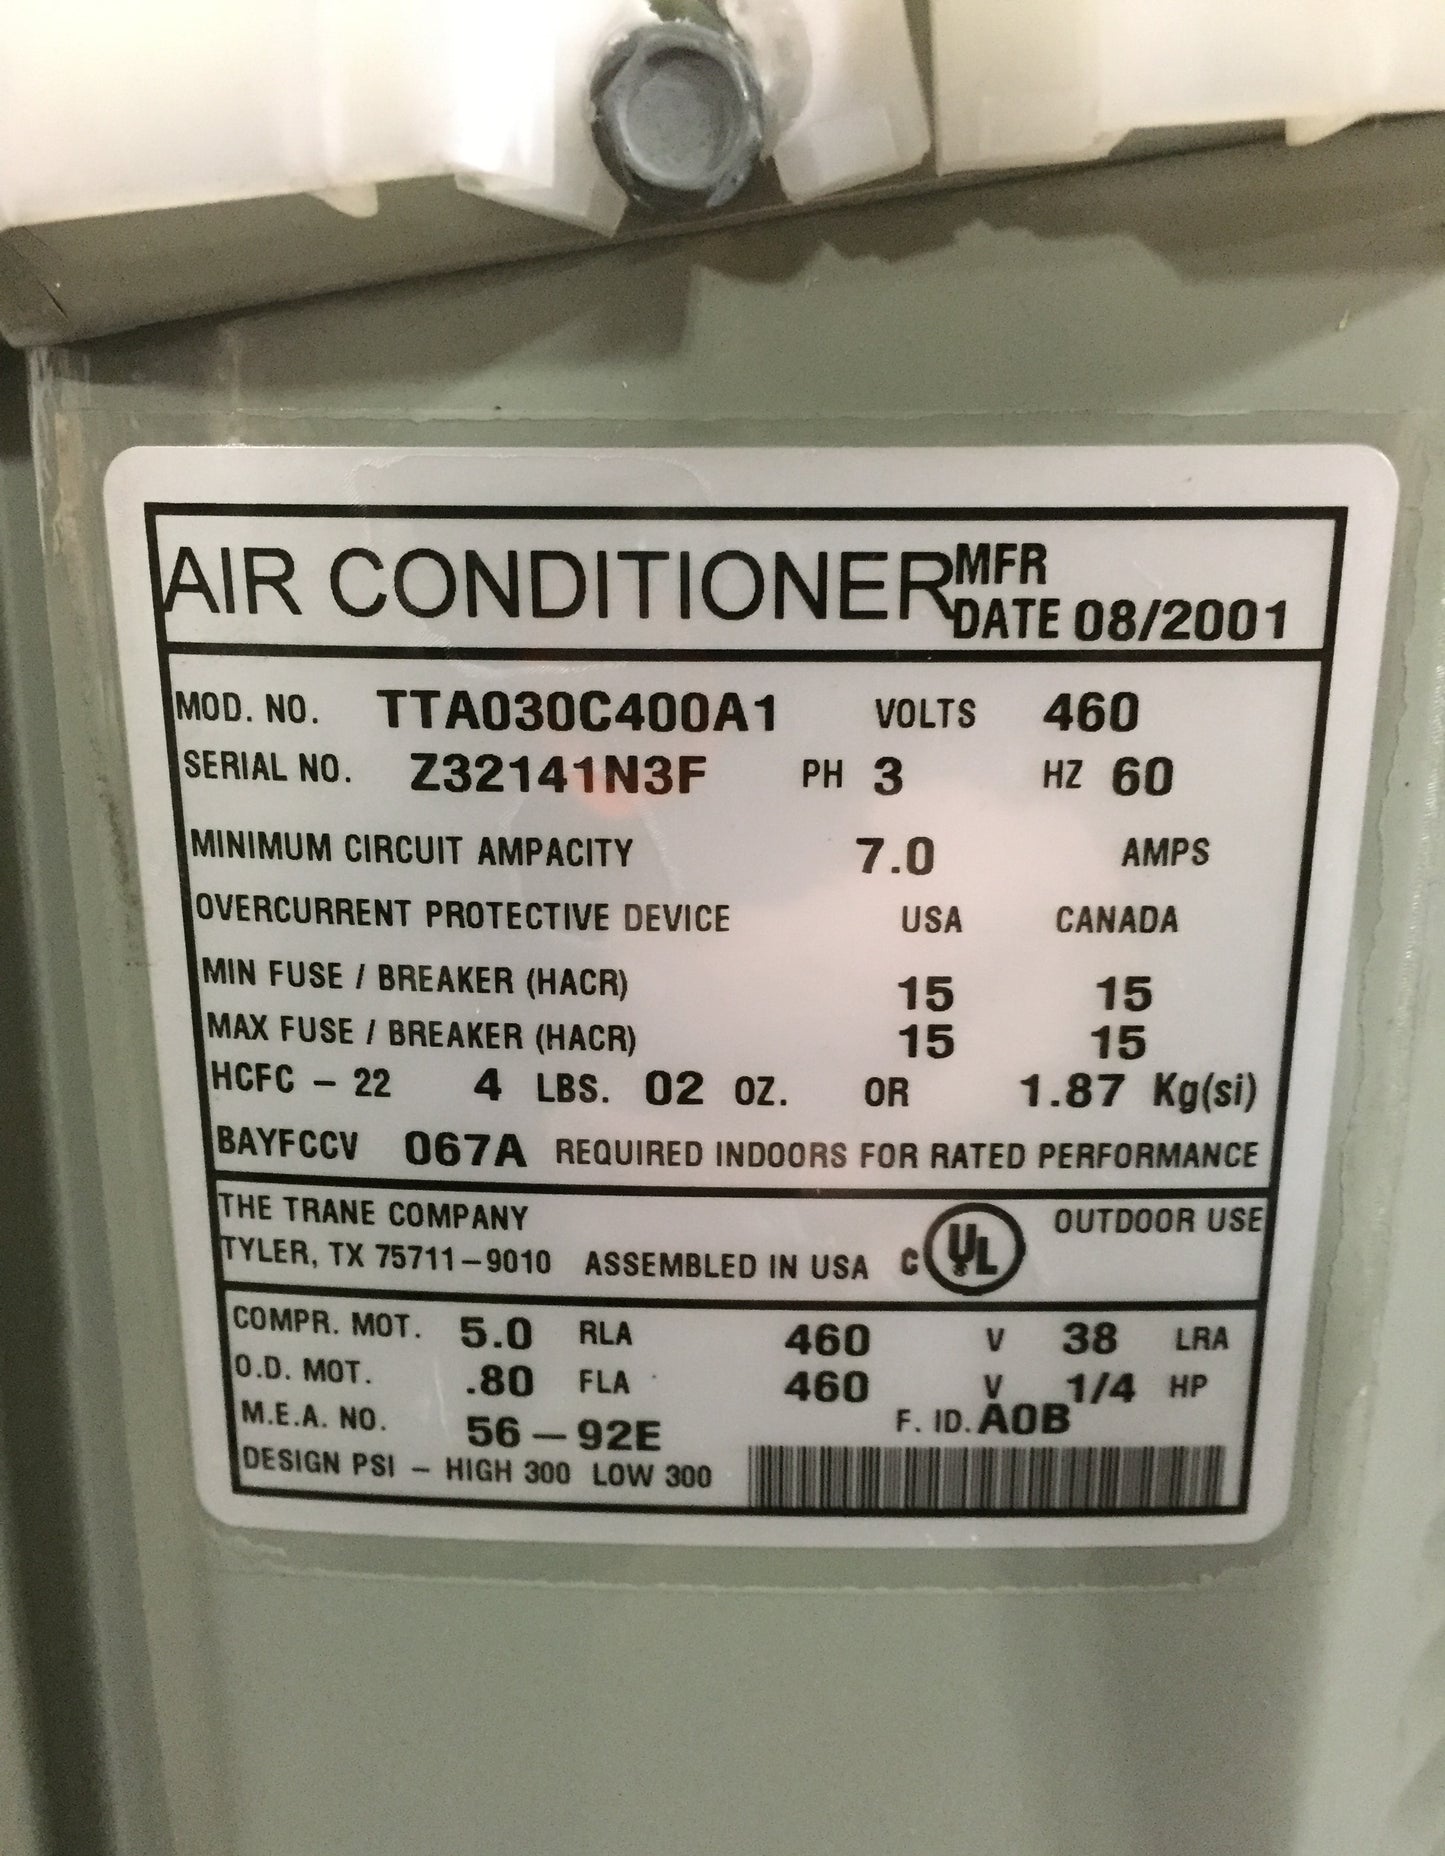 AIR CONDITIONER MFR DATE 08/2001
MOD. NO. TTA030C400A1 VOLTS 460
SERIAL NO. Z32141N3F PH 3 HZ 60
MINIMUM CIRCUIT AMPACITY 7.0 AMPS
OVERCURRENT PROTECTIVE DEVICE USA CANADA
MIN FUSE / BREAKER (HACR) 15 15
MAX FUSE / BREAKER (HACR) 15 15
HCFC – 22 4 LBS. 02 OZ. OR 1.87 Kg(si)
BAYFCCV 067A REQUIRED INDOORS FOR RATED PERFORMANCE
THE TRANE COMPANY OUTDOOR USE
TYLER, TX 75711–9010 ASSEMBLED IN USA C UL
COMPR. MOT. 5.0 RLA 460 V 38 LRA
O.D. MOT. .80 FLA 460 V 1/4 HP
M.E.A. NO. 56–92E F. ID. A0B
DESIGN PSI – HIGH 300 LOW 300